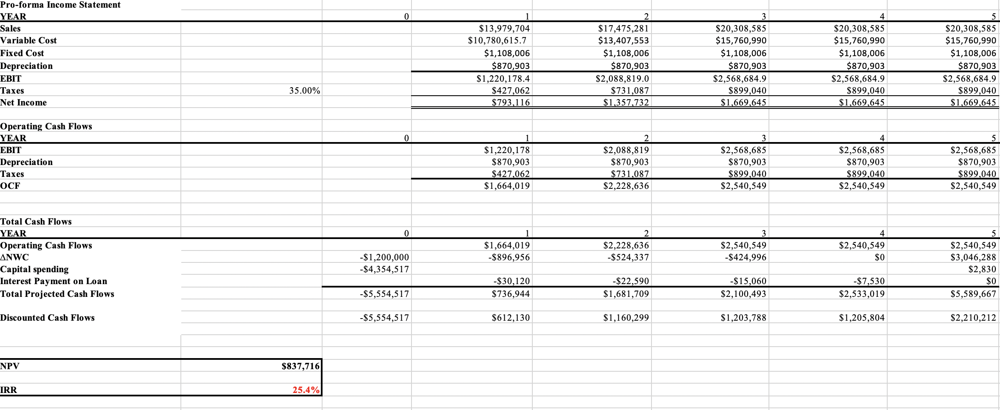 Pro-forma Income Statement
YEAR 0 1 2 3 4 5
Sales $13,979,704 $17,475,281 $20,308,585 $20,308,585 $20,308,585
Variable Cost $10,780,615.7 $13,407,553 $15,760,990 $15,760,990 $15,760,990
Fixed Cost $1,108,006 $1,108,006 $1,108,006 $1,108,006 $1,108,006
Depreciation $870,903 $870,903 $870,903 $870,903 $870,903
EBIT $1,220,178.4 $2,088,819.0 $2,568,684.9 $2,568,684.9 $2,568,684.9
Taxes 35.00% $427,062 $731,087 $899,040 $899,040 $899,040
Net Income $793,116 $1,357,732 $1,669,645 $1,669,645 $1,669,645
Operating Cash Flows
YEAR 0 1 2 3 4 5
EBIT $1,220,178 $2,088,819 $2,568,685 $2,568,685 $2,568,685
Depreciation $870,903 $870,903 $870,903 $870,903 $870,903
Taxes $427,062 $731,087 $899,040 $899,040 $899,040
OCF $1,664,019 $2,228,636 $2,540,549 $2,540,549 $2,540,549
Total Cash Flows
YEAR 0 1 2 3 4 5
Operating Cash Flows $1,664,019 $2,228,636 $2,540,549 $2,540,549 $2,540,549
ΔNWC -$1,200,000 -$896,956 -$524,337 -$424,996 $0 $3,046,288
Capital spending -$4,354,517 $2,830
Interest Payment on Loan -$30,120 -$22,590 -$15,060 -$7,530 $0
Total Projected Cash Flows -$5,554,517 $736,944 $1,681,709 $2,100,493 $2,533,019 $5,589,667
Discounted Cash Flows -$5,554,517 $612,130 $1,160,299 $1,203,788 $1,205,804 $2,210,212
NPV $837,716
IRR 25.4%